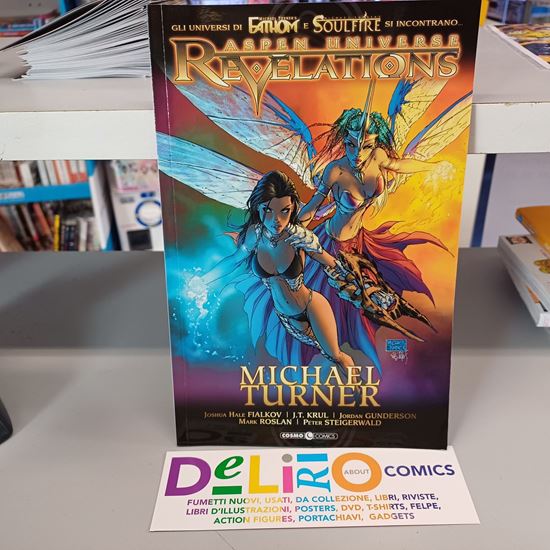 GLI UNIVERSI DI FATHOM E SOULFIRE SI INCONTRANO...
ASPEN UNIVERSE
REVELATIONS
MICHAEL
TURNER
JOSHUA HALE FIALKOV | J.T. KRUL | JORDAN GUNDERSON
MARK ROSLAN | PETER STEIGERWALD
COSMO COMICS
DeLiRiO ABOUT COMICS
FUMETTI NUOVI, USATI, DA COLLEZIONE, LIBRI, RIVISTE,
LIBRI D'ILLUSTRAZIONI, POSTERS, DVD, T-SHIRTS, FELPE,
ACTION FIGURES, PORTACHIAVI, GADGETS